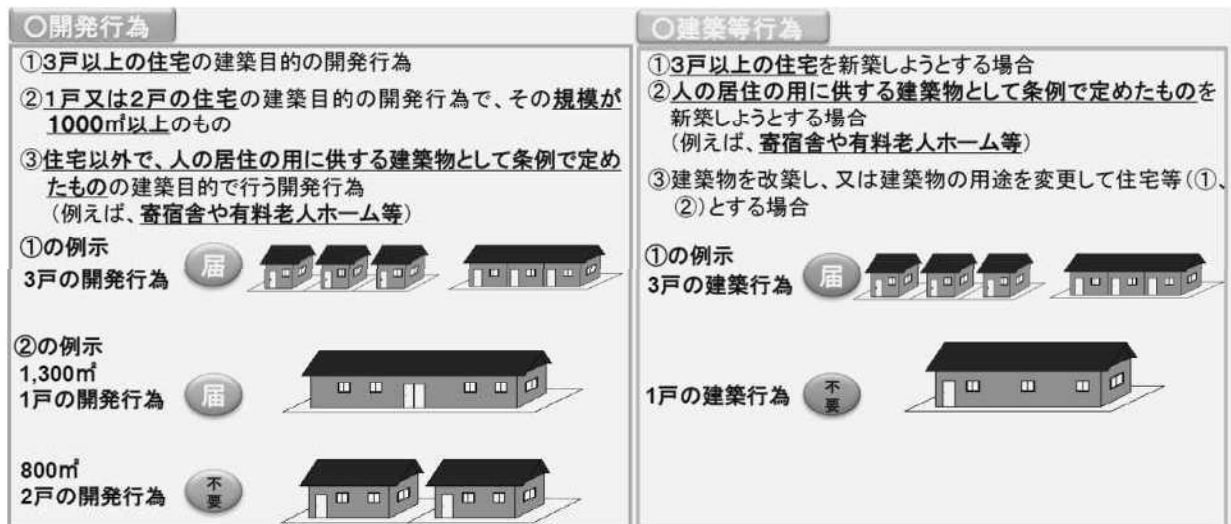 ○開発行為
①3戸以上の住宅の建築目的の開発行為
②1戸又は2戸の住宅の建築目的の開発行為で、その規模が
1000㎡以上のもの
③住宅以外で、人の居住の用に供する建築物として条例で定め
たものの建築目的で行う開発行為
(例えば、寄宿舎や有料老人ホーム等)
①の例示
3戸の開発行為
届
②の例示
1,300㎡
1戸の開発行為
届
800㎡
2戸の開発行為
不要
○建築等行為
①3戸以上の住宅を新築しようとする場合
②人の居住の用に供する建築物として条例で定めたものを
新築しようとする場合
(例えば、寄宿舎や有料老人ホーム等)
③建築物を改築し、又は建築物の用途を変更して住宅等(①、
②)とする場合
①の例示
3戸の建築行為
届
1戸の建築行為
不要